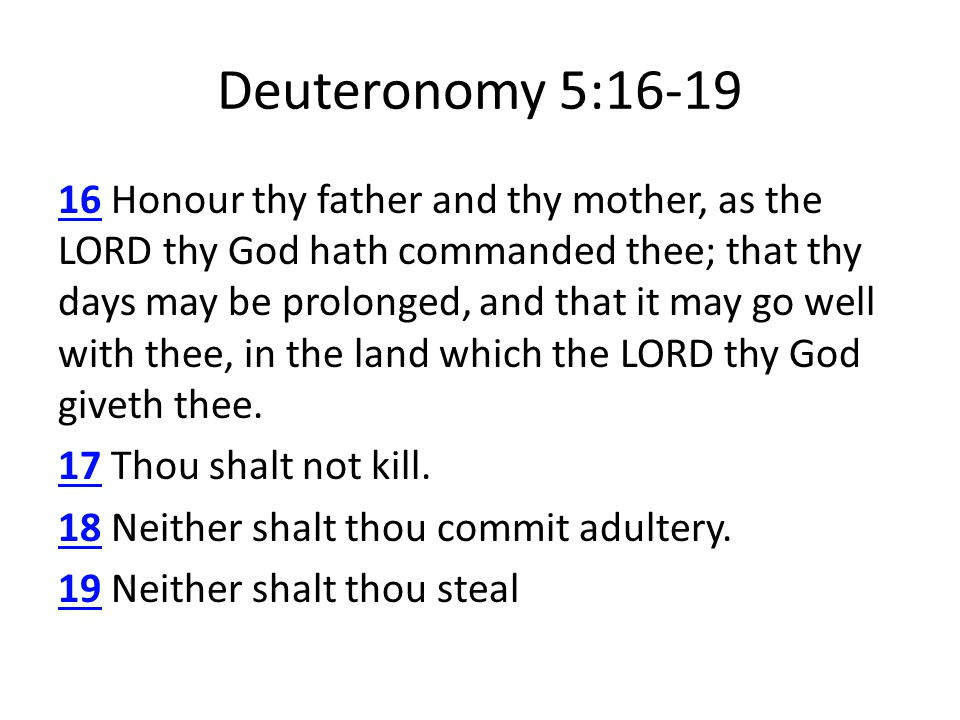 Deuteronomy 5:16-19
16 Honour thy father and thy mother, as the
LORD thy God hath commanded thee; that thy
days may be prolonged, and that it may go well
with thee, in the land which the LORD thy God
giveth thee.
17 Thou shalt not kill.
18 Neither shalt thou commit adultery.
19 Neither shalt thou steal